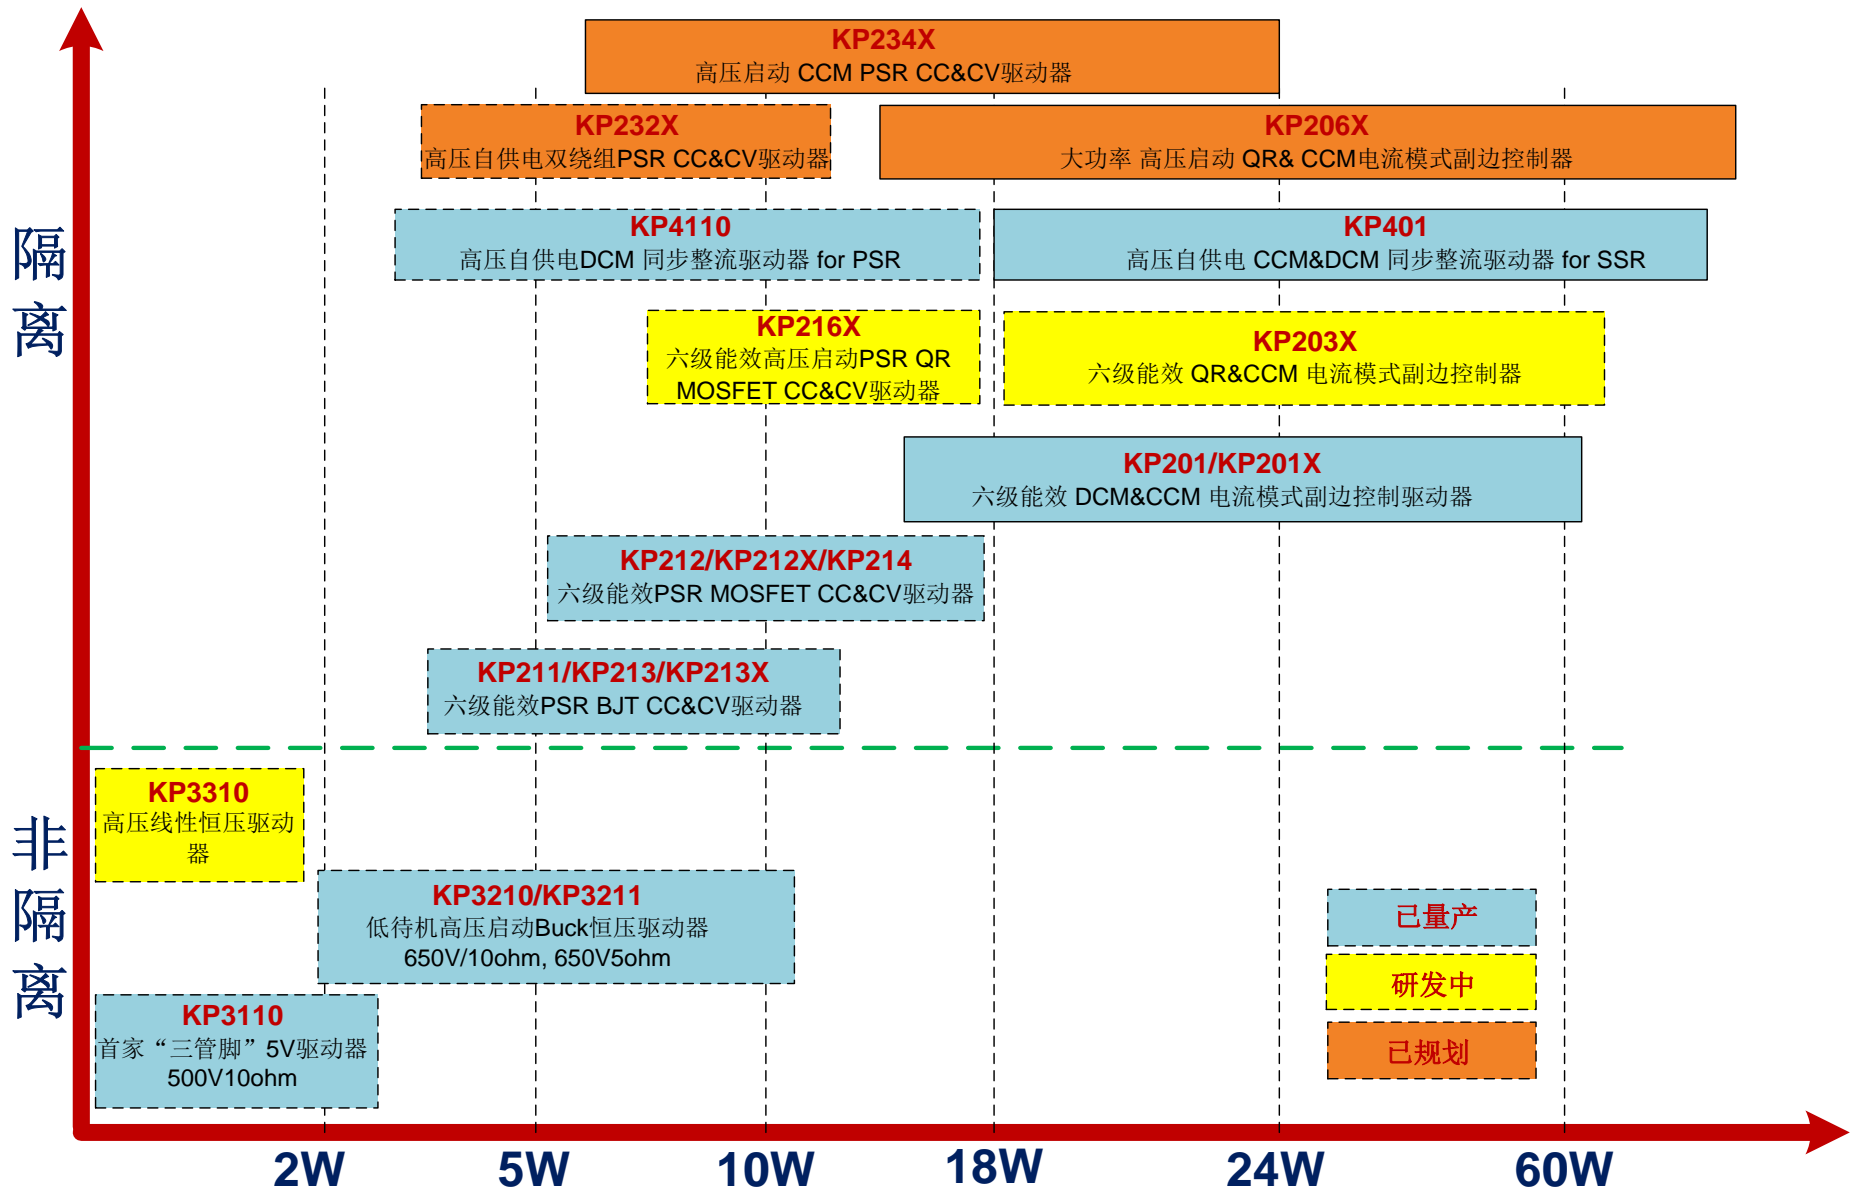 KP234X
高压启动 CCM PSR CC&CV驱动器
KP232X
高压自供电双绕组PSR CC&CV驱动器
KP206X
大功率 高压启动 QR& CCM电流模式副边控制器
隔离
KP4110
高压自供电DCM 同步整流驱动器 for PSR
KP401
高压自供电 CCM&DCM 同步整流驱动器 for SSR
KP216X
六级能效高压启动PSR QR
MOSFET CC&CV驱动器
KP203X
六级能效 QR&CCM 电流模式副边控制器
KP201/KP201X
六级能效 DCM&CCM 电流模式副边控制驱动器
KP212/KP212X/KP214
六级能效PSR MOSFET CC&CV驱动器
KP211/KP213/KP213X
六级能效PSR BJT CC&CV驱动器
非隔离
KP3310
高压线性恒压驱动
器
KP3210/KP3211
低待机高压启动Buck恒压驱动器
650V/10ohm, 650V5ohm
KP3110
首家“三管脚”5V驱动器
500V10ohm
已量产
研发中
已规划
2W 5W 10W 18W 24W 60W